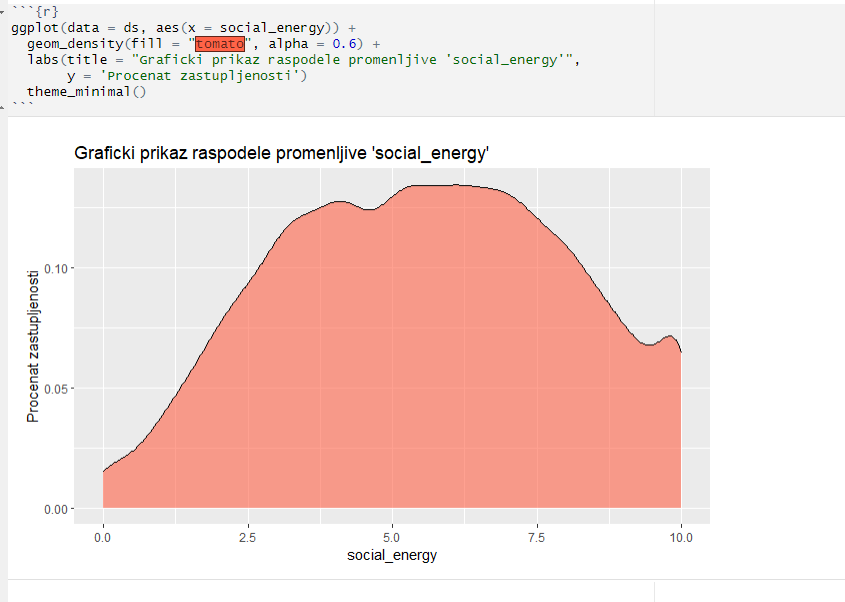 ```{r}
ggplot(data = ds, aes(x = social_energy)) +
geom_density(fill = "tomato", alpha = 0.6) +
labs(title = "Graficki prikaz raspodele promenljive 'social_energy'",
y = 'Procenat zastupljenosti')
theme_minimal()
```
Graficki prikaz raspodele promenljive 'social_energy'
Procenat zastupljenosti
0.10
0.05
0.00
0.0 2.5 5.0 7.5 10.0
social_energy